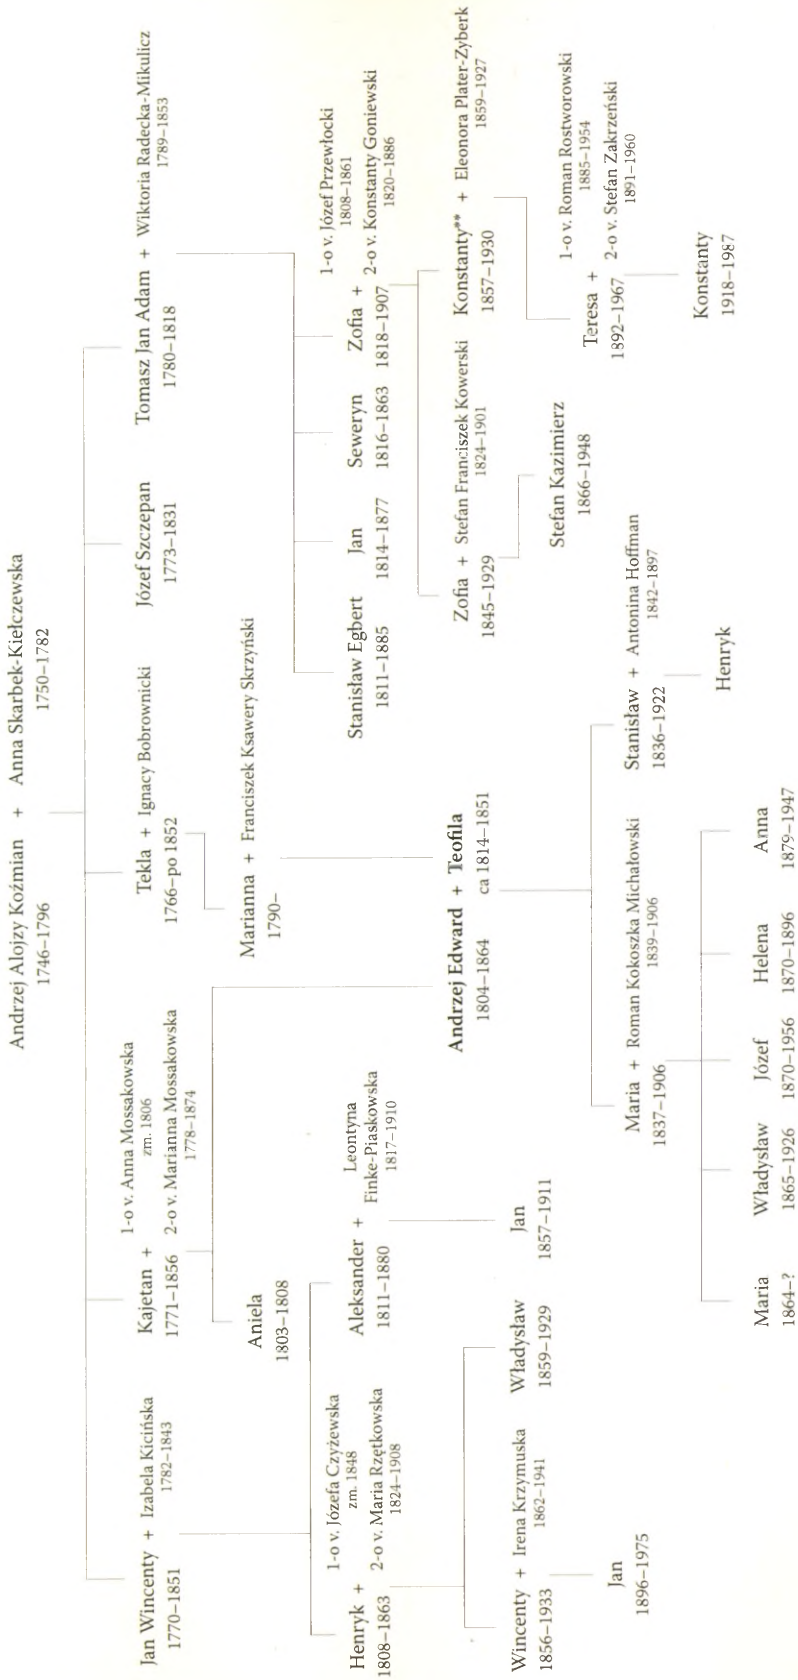 Andrzej Alojzy Koźmian + Anna Skarbek-Kiełczewska
1746–1796 1750–1782
Jan Wincenty + Izabela Kicińska
1770–1851 1782–1843
Kajetan + 1-o v. Anna Mossakowska
zm. 1806
1771–1856 2-o v. Marianna Mossakowska
1778–1874
Tekla + Ignacy Bobrownicki
1766–po 1852
Józef Szczepan
1773–1831
Tomasz Jan Adam + Wiktoria Radecka-Mikulicz
1780–1818 1789–1853
Aniela
1803–1808
Marianna + Franciszek Ksawery Skrzyński
1790–
Henryk + 1-o v. Józefa Czyżewska
zm. 1848
1808–1863 2-o v. Maria Rzętkowska
1824–1908
Aleksander + Leontyna
Finke-Piaskowska
1811–1880 1817–1910
Stanisław Egbert
1811–1885
Jan
1814–1877
Seweryn
1816–1863
Zofia + 1-o v. Józef Przewłocki
1808–1861
1818–1907 2-o v. Konstanty Goniewski
1820–1886
Wincenty + Irena Krzymuska
1856–1933 1862–1941
Władysław
1859–1929
Jan
1857–1911
Andrzej Edward + Teofila
1804–1864 ca 1814–1851
Zofia + Stefan Franciszek Kowerski
1845–1929 1824–1901
Konstanty** + Eleonora Plater-Zyberk
1857–1930 1859–1927
Jan
1896–1975
Stefan Kazimierz
1866–1948
Teresa + 1-o v. Roman Rostworowski
1885–1954
1892–1967 2-o v. Stefan Zakrzeński
1891–1960
Maria + Roman Kokoszka Michałowski
1837–1906 1839–1906
Stanisław + Antonina Hoffman
1836–1922 1842–1897
Konstanty
1918–1987
Henryk
Maria
1864–?
Władysław
1865–1926
Józef
1870–1956
Helena
1870–1896
Anna
1879–1947